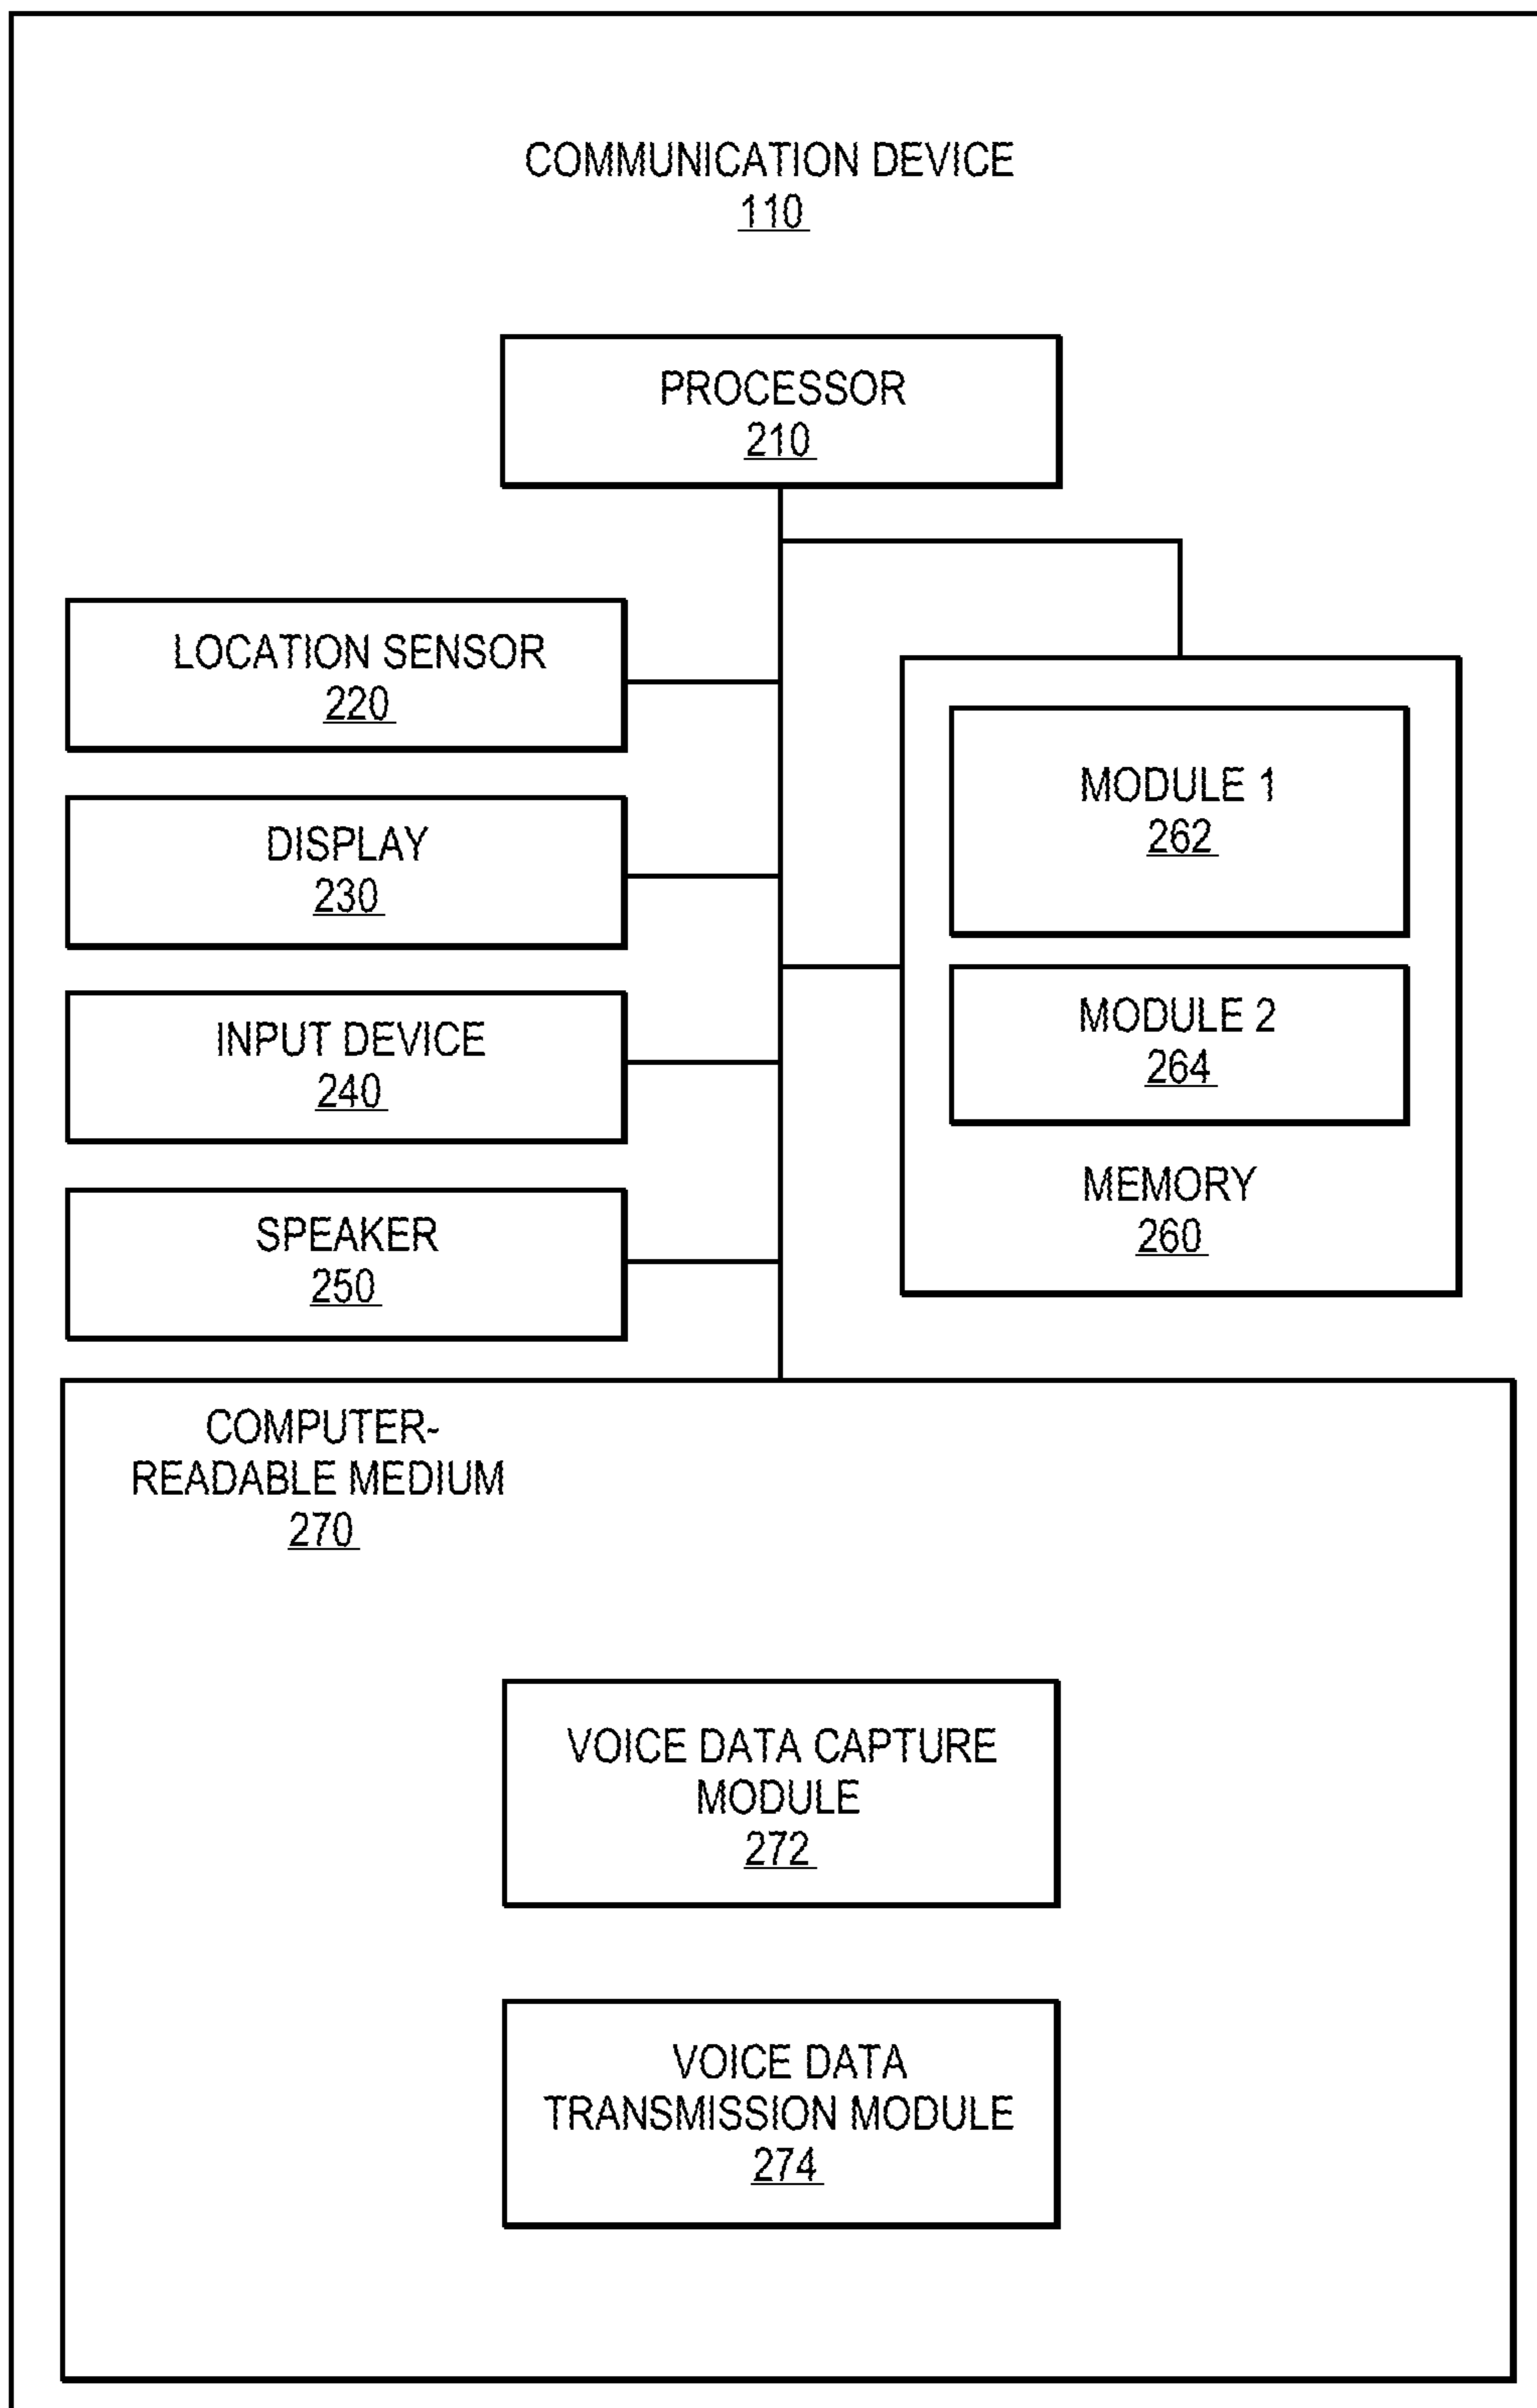 COMMUNICATION DEVICE
110
PROCESSOR
210
LOCATION SENSOR
220
DISPLAY
230
INPUT DEVICE
240
SPEAKER
250
MODULE 1
262
MODULE 2
264
MEMORY
260
COMPUTER-
READABLE MEDIUM
270
VOICE DATA CAPTURE
MODULE
272
VOICE DATA
TRANSMISSION MODULE
274